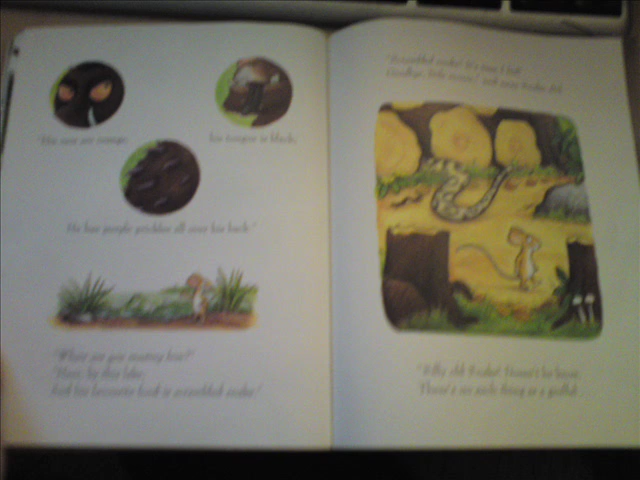 "His eyes are orange,
his tongue is black;
He has purple prickles all over his back."
"Where are you meeting him?"
"Here, by this lake,
And his favourite food is scrambled snake."
"Scrambled snake! It's time I hid!
Goodbye, little mouse," and away Snake slid.
"Silly old Snake! Doesn't he know,
There's no such thing as a gruffalo